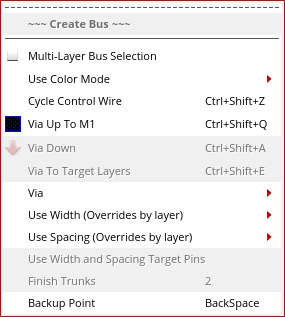 ~~~ Create Bus ~~~
Multi-Layer Bus Selection
Use Color Mode
Cycle Control Wire Ctrl+Shift+Z
Via Up To M1 Ctrl+Shift+Q
Via Down Ctrl+Shift+A
Via To Target Layers Ctrl+Shift+E
Via
Use Width (Overrides by layer)
Use Spacing (Overrides by layer)
Use Width and Spacing Target Pins
Finish Trunks 2
Backup Point BackSpace